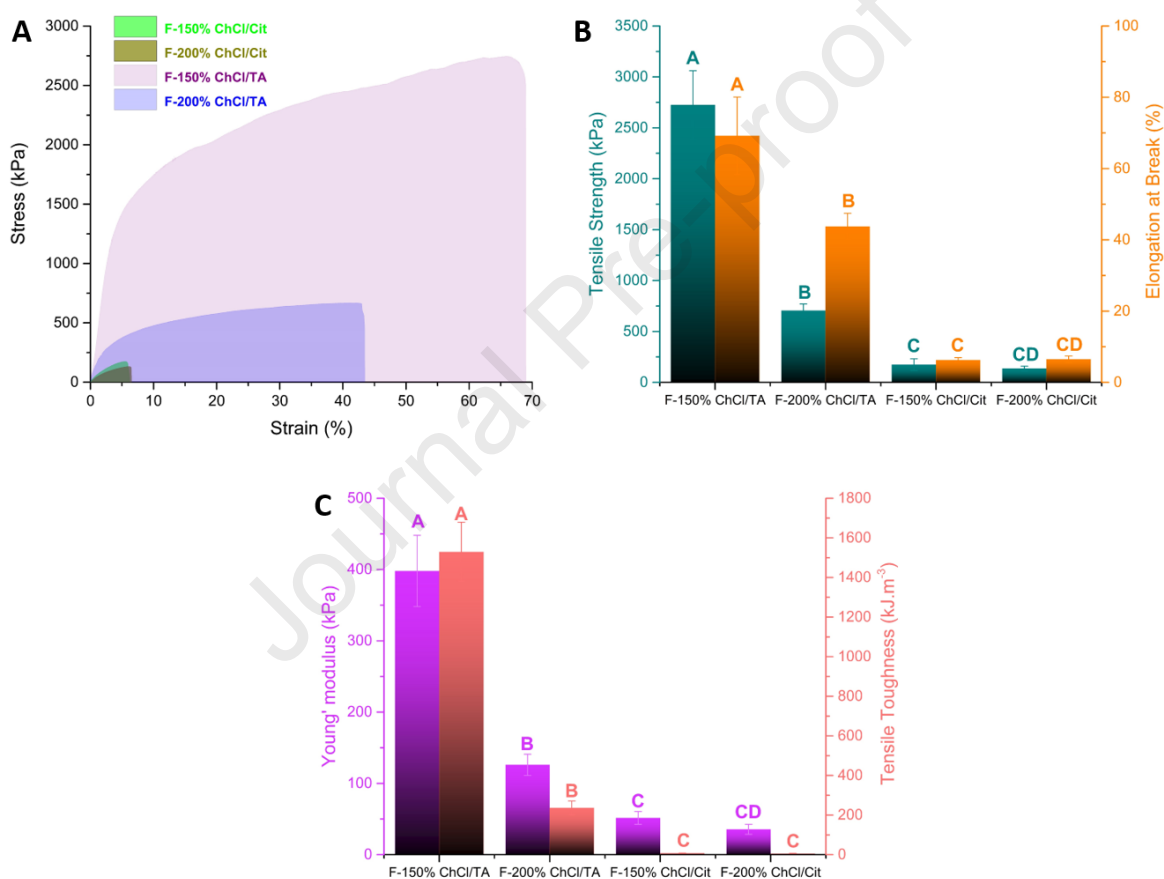 A
3000
2500
2000
1500
1000
500
0
Stress (kPa)
0 10 20 30 40 50 60 70
Strain (%)
F-150% ChCl/Cit
F-200% ChCl/Cit
F-150% ChCl/TA
F-200% ChCl/TA
B
3500
3000
2500
2000
1500
1000
500
0
Tensile Strength (kPa)
A A
B B
C C
CD CD
100
80
60
40
20
0
Elongation at Break (%)
F-150% ChCl/TA F-200% ChCl/TA F-150% ChCl/Cit F-200% ChCl/Cit
C
500
400
300
200
100
0
Young' modulus (kPa)
A A
B B
C C
CD C
1800
1600
1400
1200
1000
800
600
400
200
0
Tensile Toughness (kJ.m⁻³)
F-150% ChCl/TA F-200% ChCl/TA F-150% ChCl/Cit F-200% ChCl/Cit
Journal Pre-proof